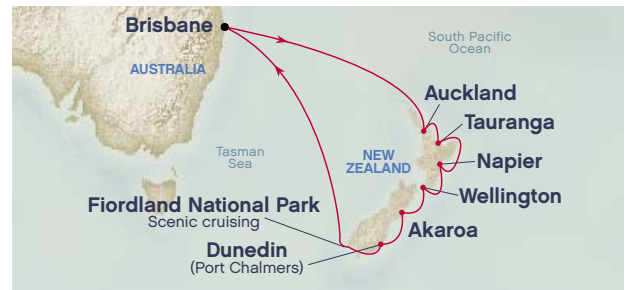 Brisbane
South Pacific
Ocean
AUSTRALIA
Auckland
Tauranga
Tasman
Sea
NEW
ZEALAND
Napier
Wellington
Fiordland National Park
Scenic cruising
Akaroa
Dunedin
(Port Chalmers)